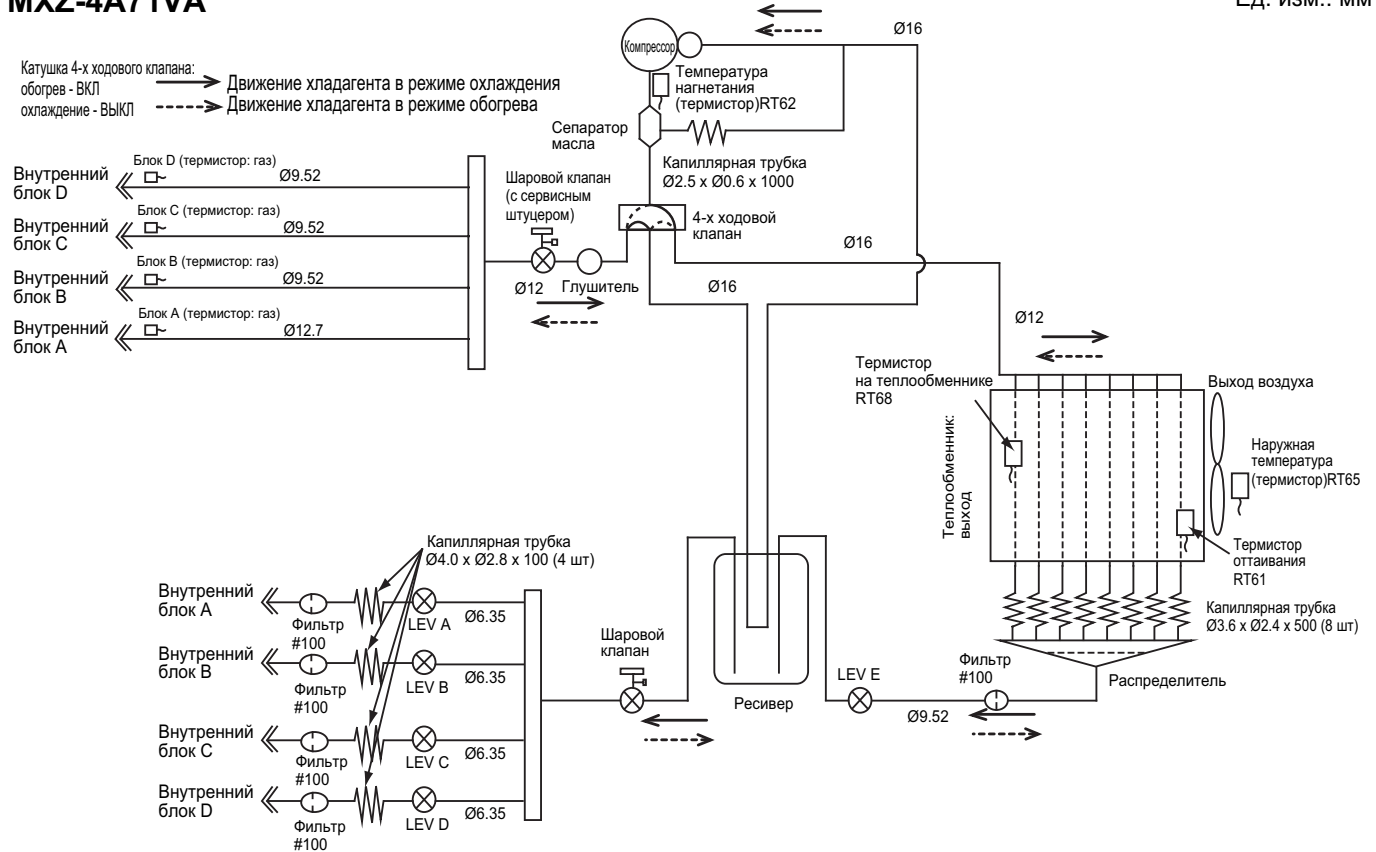 MXZ-4A71VA
Ед. изм.: мм
Катушка 4-х ходового клапана:
обогрев - ВКЛ
охлаждение - ВЫКЛ
Движение хладагента в режиме охлаждения
Движение хладагента в режиме обогрева
Компрессор
Ø16
Температура
нагнетания
(термистор)RT62
Сепаратор
масла
Капиллярная трубка
Ø2.5 x Ø0.6 x 1000
4-х ходовой
клапан
Шаровой клапан
(с сервисным
штуцером)
Ø12
Глушитель
Ø16
Ø16
Внутренний
блок D
Блок D (термистор: газ)
Ø9.52
Внутренний
блок C
Блок C (термистор: газ)
Ø9.52
Внутренний
блок B
Блок B (термистор: газ)
Ø9.52
Внутренний
блок A
Блок A (термистор: газ)
Ø12.7
Ø12
Термистор
на теплообменнике
RT68
Выход воздуха
Теплообменник:
выход
Наружная
температура
(термистор)RT65
Термистор
оттаивания
RT61
Капиллярная трубка
Ø3.6 x Ø2.4 x 500 (8 шт)
Распределитель
Фильтр
#100
Ø9.52
LEV E
Ресивер
Шаровой
клапан
Капиллярная трубка
Ø4.0 x Ø2.8 x 100 (4 шт)
Внутренний
блок A
Фильтр
#100
LEV A
Ø6.35
Внутренний
блок B
Фильтр
#100
LEV B
Ø6.35
Внутренний
блок C
Фильтр
#100
LEV C
Ø6.35
Внутренний
блок D
Фильтр
#100
LEV D
Ø6.35